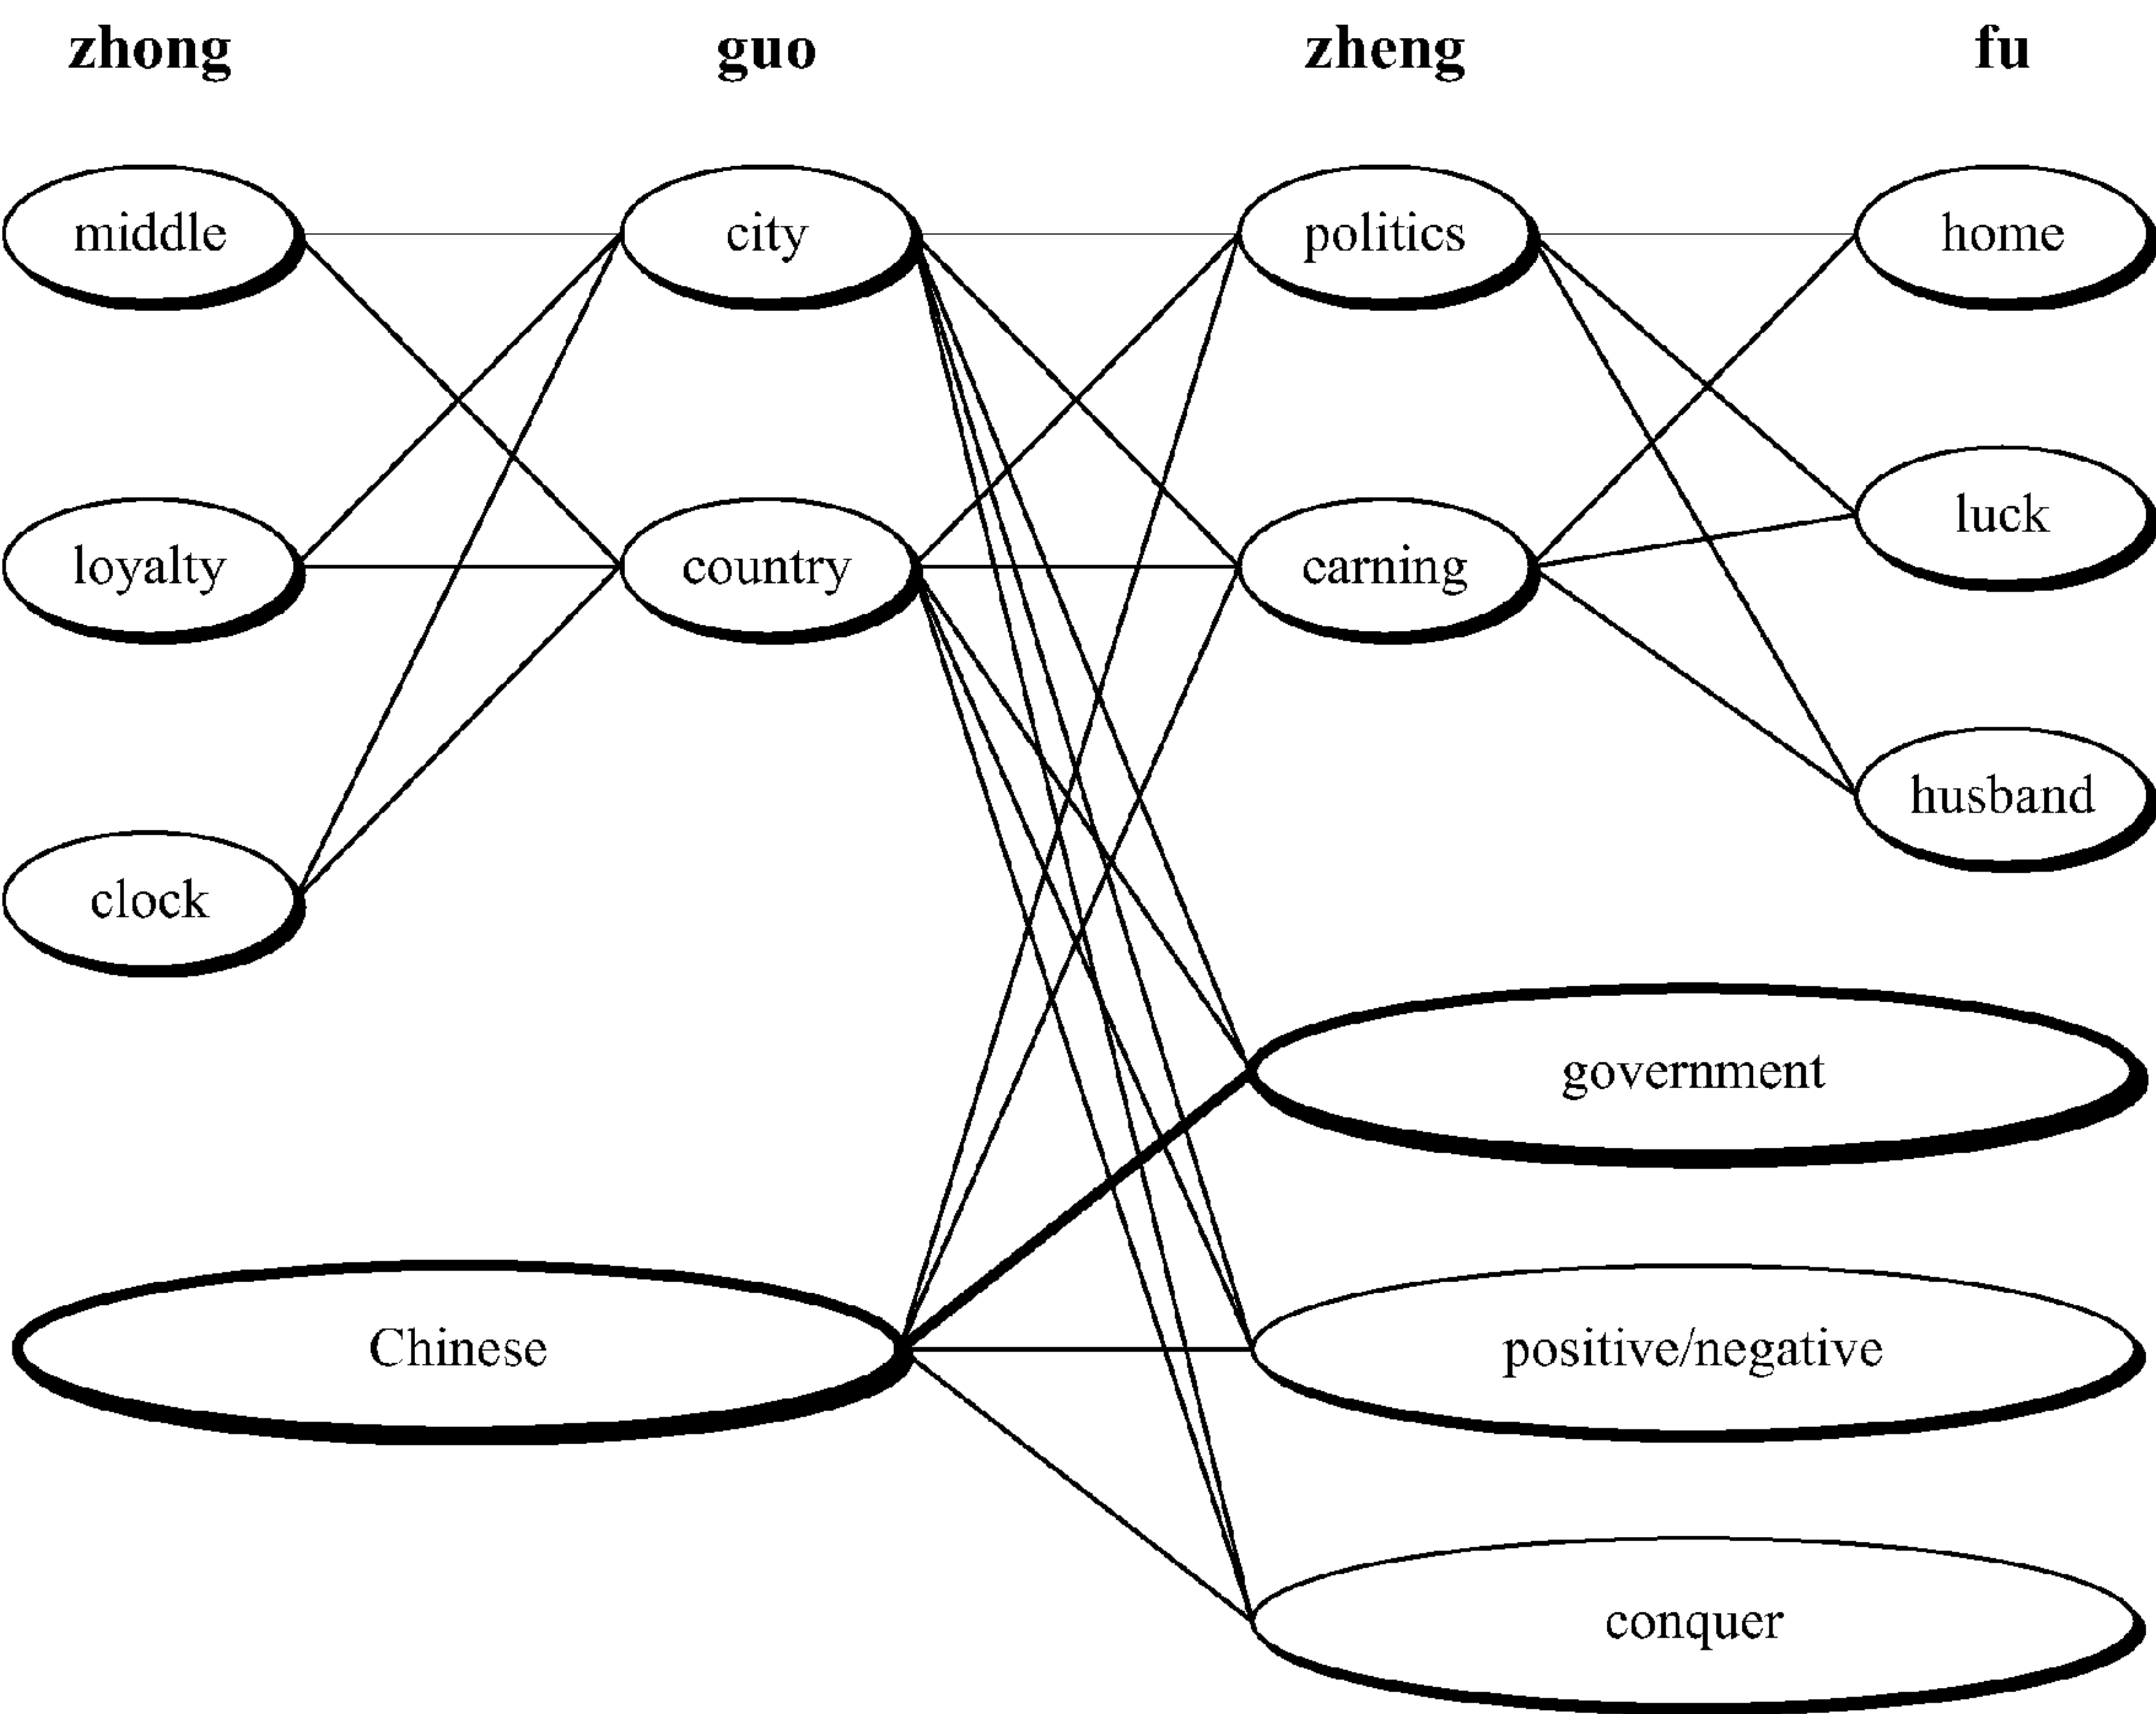 zhong guo zheng fu
middle city politics home
luck
loyalty country carning
husband
clock
government
Chinese positive/negative
conquer